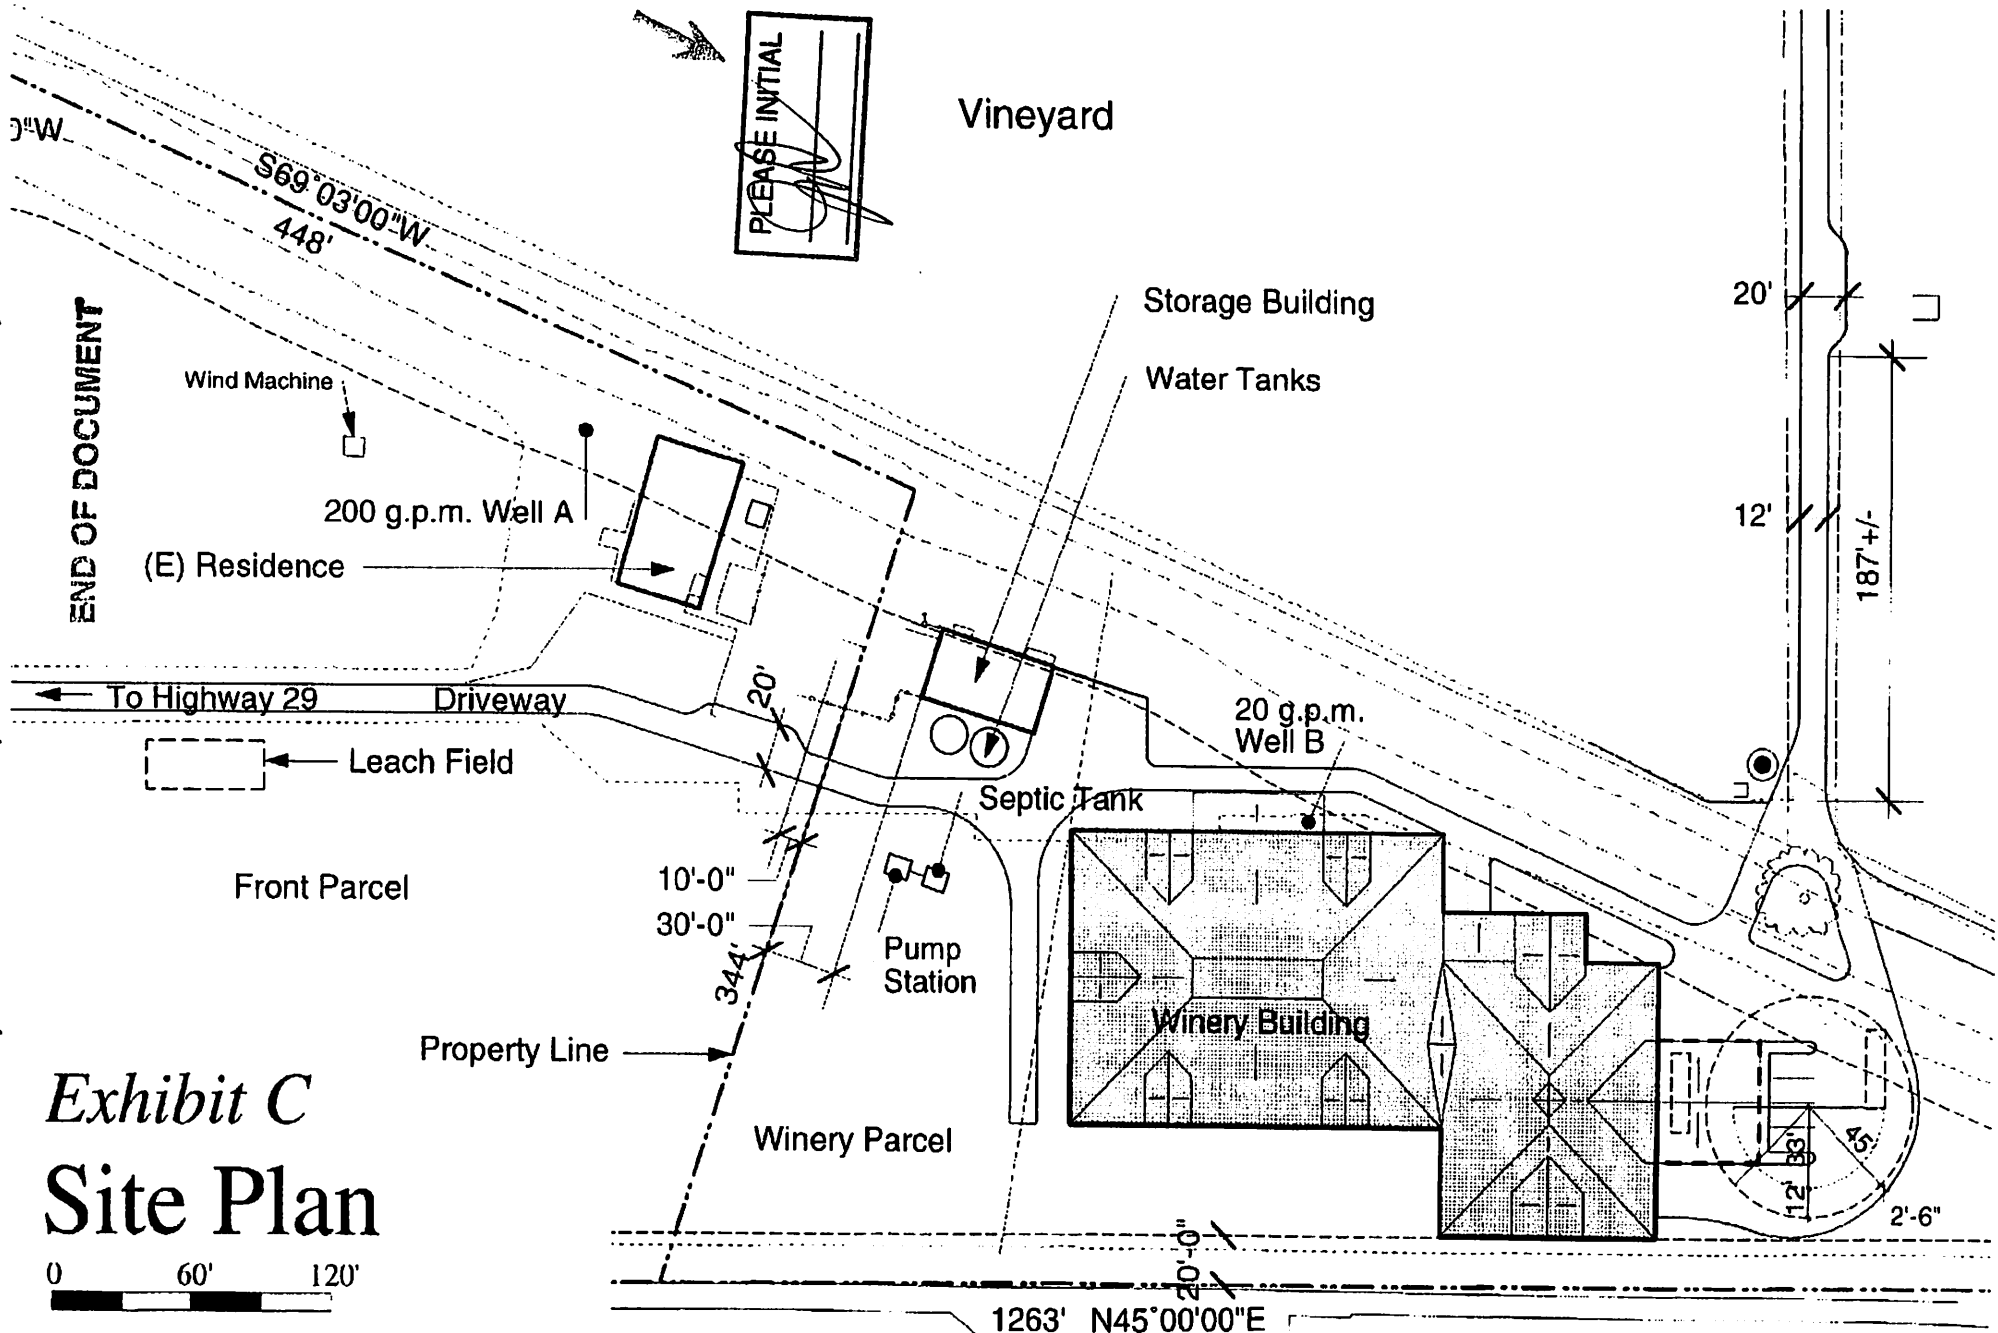 PLEASE INITIAL
Vineyard
0"W
S69°03'00"W
448'
END OF DOCUMENT
Storage Building
20'
Water Tanks
Wind Machine
200 g.p.m. Well A
12'
187'+/-
(E) Residence
To Highway 29
Driveway
20'
20 g.p.m.
Well B
Leach Field
Septic Tank
Front Parcel
10'-0"
30'-0"
344'
Pump
Station
Winery Building
Property Line
Exhibit C
Winery Parcel
33'
45'
12'
2'-6"
Site Plan
20'-0"
0 60' 120'
1263' N45°00'00"E